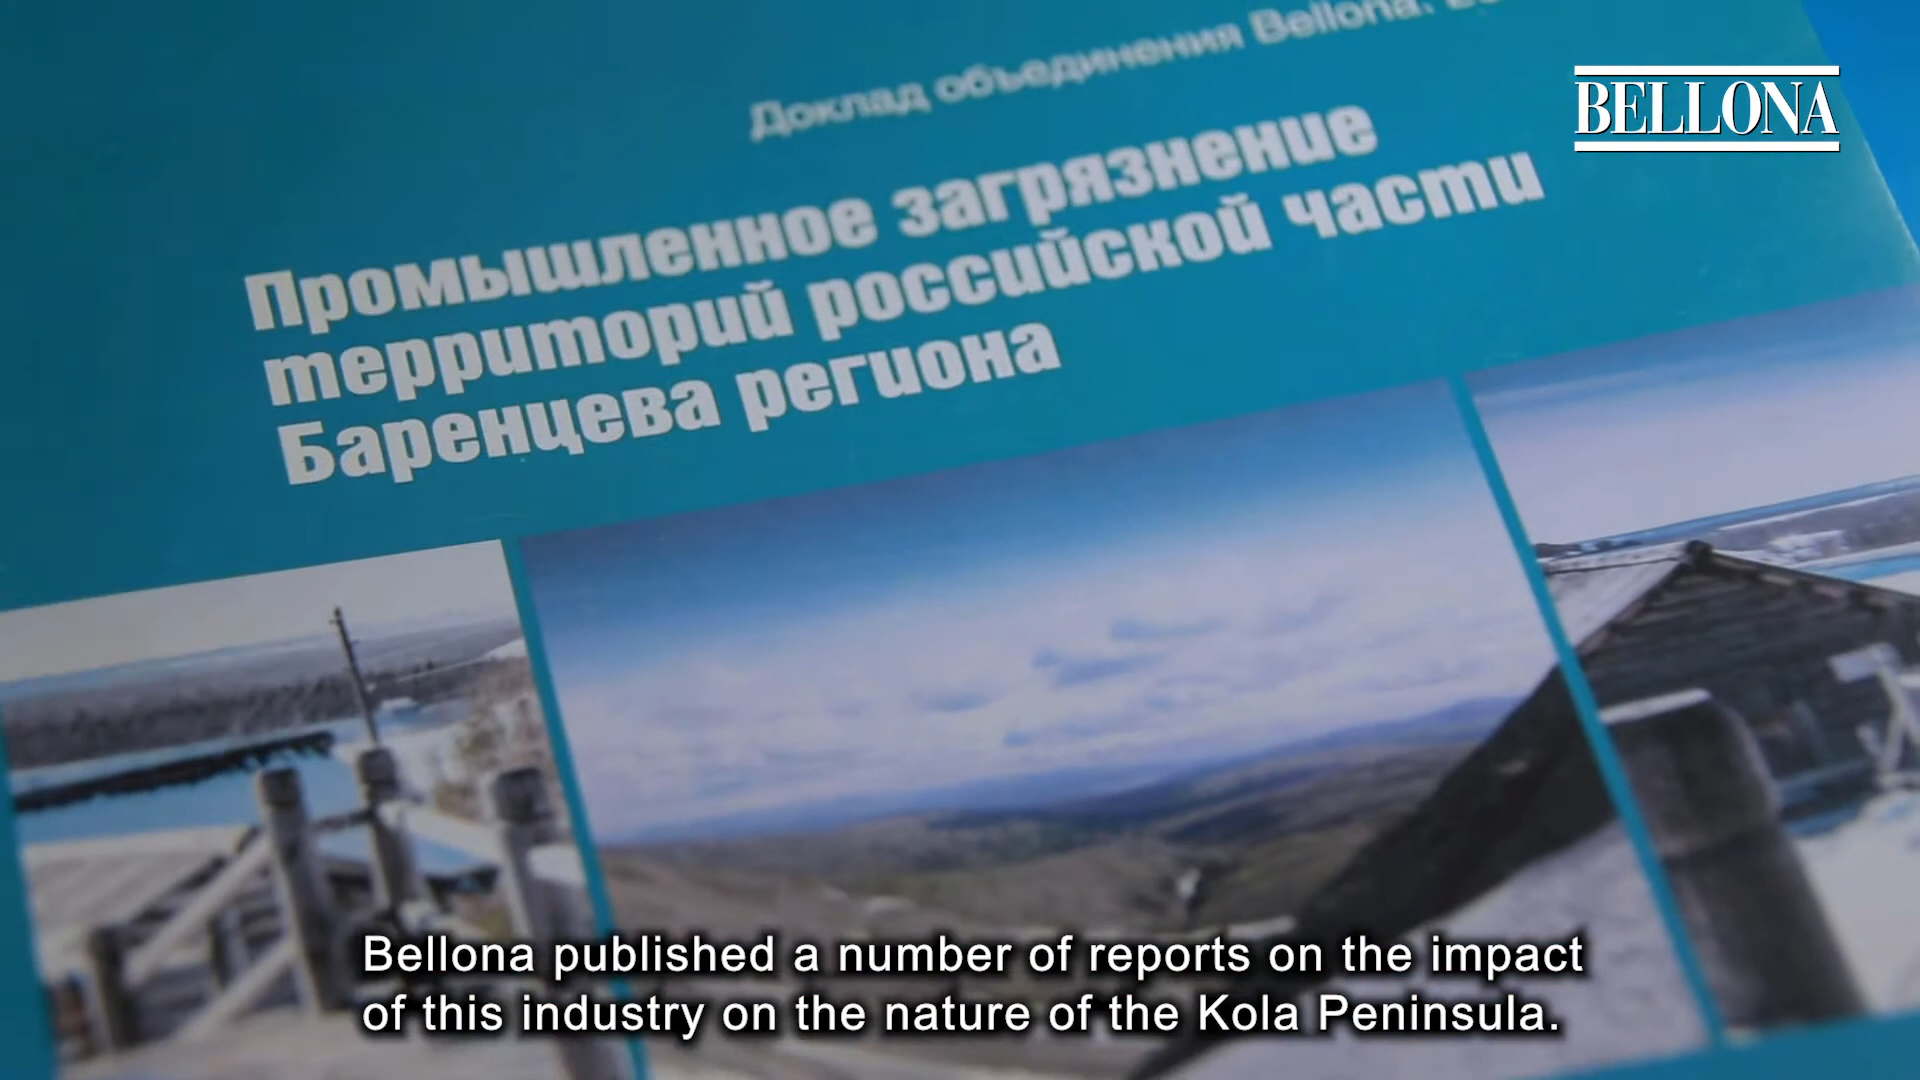 Доклад объединения Bellona.
BELLONA
Промышленное загрязнение
территорий российской части
Баренцева региона
Bellona published a number of reports on the impact
of this industry on the nature of the Kola Peninsula.